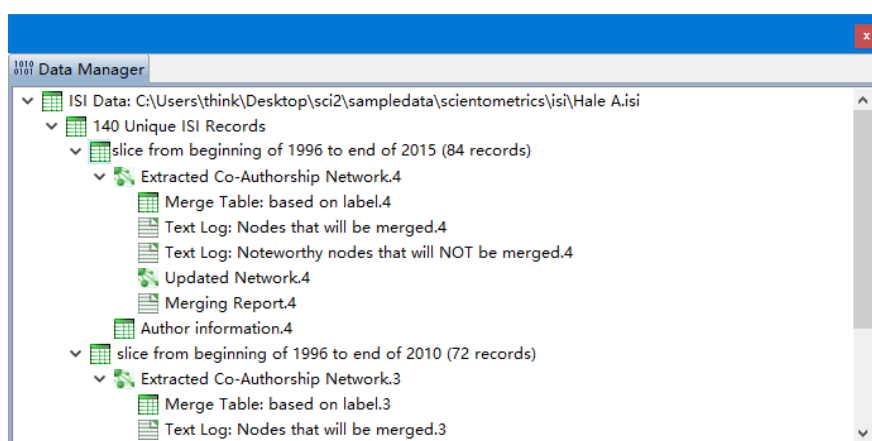 x
1010
0101 Data Manager
ISI Data: C:\Users\think\Desktop\sci2\sampledata\scientometrics\isi\Hale A.isi
140 Unique ISI Records
slice from beginning of 1996 to end of 2015 (84 records)
Extracted Co-Authorship Network.4
Merge Table: based on label.4
Text Log: Nodes that will be merged.4
Text Log: Noteworthy nodes that will NOT be merged.4
Updated Network.4
Merging Report.4
Author information.4
slice from beginning of 1996 to end of 2010 (72 records)
Extracted Co-Authorship Network.3
Merge Table: based on label.3
Text Log: Nodes that will be merged.3